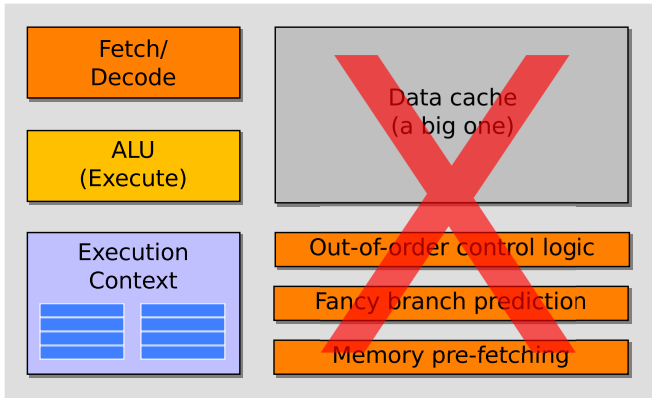 Fetch/
Decode
ALU
(Execute)
Execution
Context
Data cache
(a big one)
Out-of-order control logic
Fancy branch prediction
Memory pre-fetching